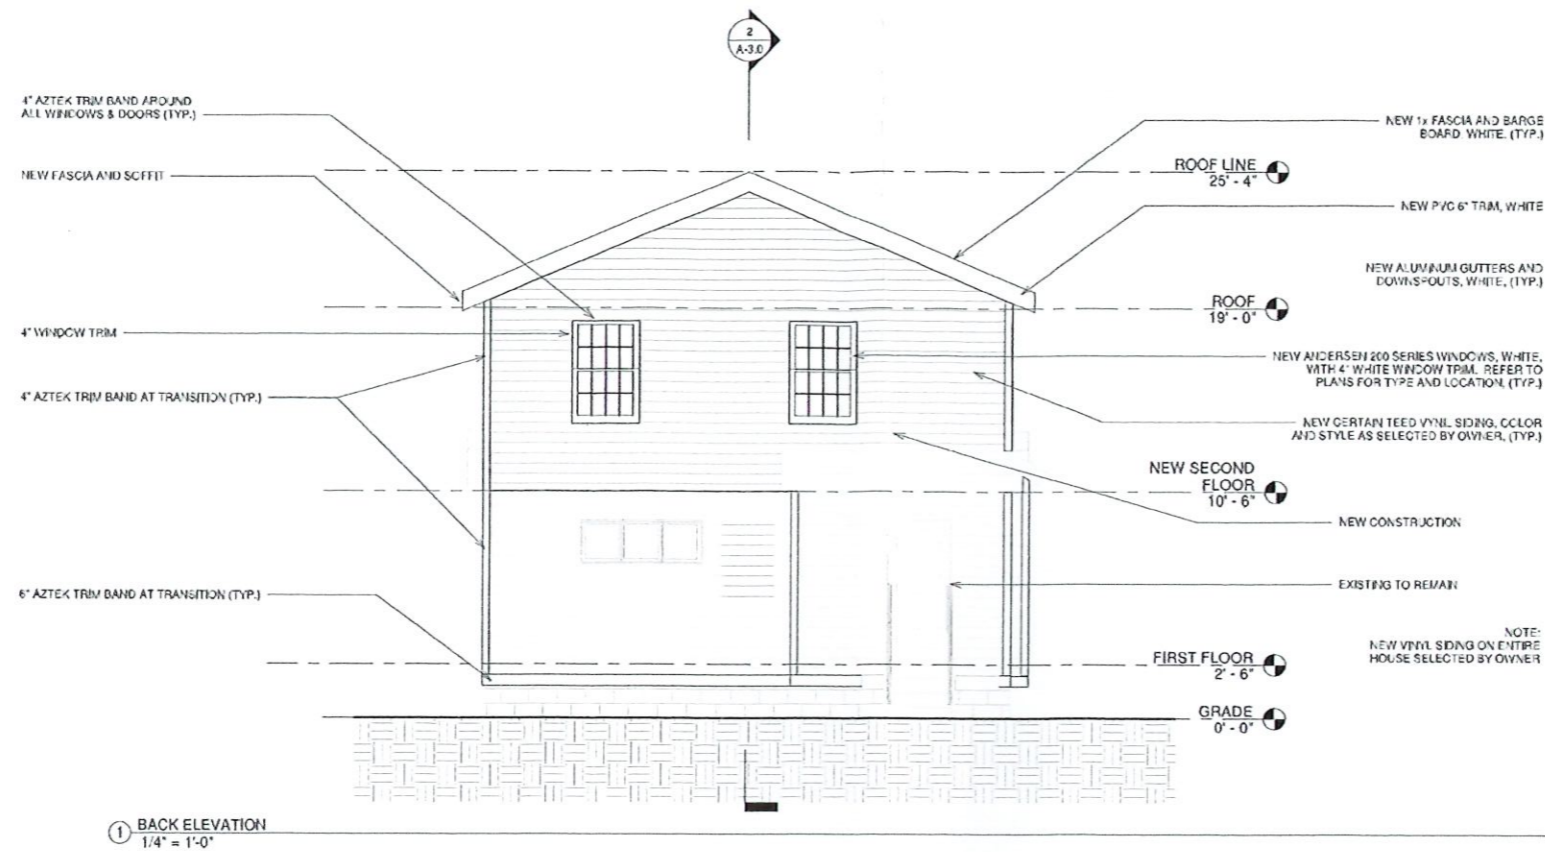 2
A-3.0
4" AZTEK TRIM BAND AROUND
ALL WINDOWS & DOORS (TYP.)
NEW FASCIA AND SOFFIT
4" WINDOW TRIM
4" AZTEK TRIM BAND AT TRANSITION (TYP.)
6" AZTEK TRIM BAND AT TRANSITION (TYP.)
NEW 1x FASCIA AND BARGE
BOARD, WHITE, (TYP.)
ROOF LINE
25' - 4"
NEW PVC 6" TRIM, WHITE
NEW ALUMINUM GUTTERS AND
DOWNSPOUTS, WHITE, (TYP.)
ROOF
19' - 0"
NEW ANDERSEN 200 SERIES WINDOWS, WHITE,
WITH 4" WHITE WINDOW TRIM. REFER TO
PLANS FOR TYPE AND LOCATION, (TYP.)
NEW CERTAIN TEED VYNIL SIDING, COLOR
AND STYLE AS SELECTED BY OWNER, (TYP.)
NEW SECOND
FLOOR
10' - 6"
NEW CONSTRUCTION
EXISTING TO REMAIN
NOTE:
NEW VINYL SIDING ON ENTIRE
HOUSE SELECTED BY OWNER
FIRST FLOOR
2' - 6"
GRADE
0' - 0"
1
BACK ELEVATION
1/4" = 1'-0"